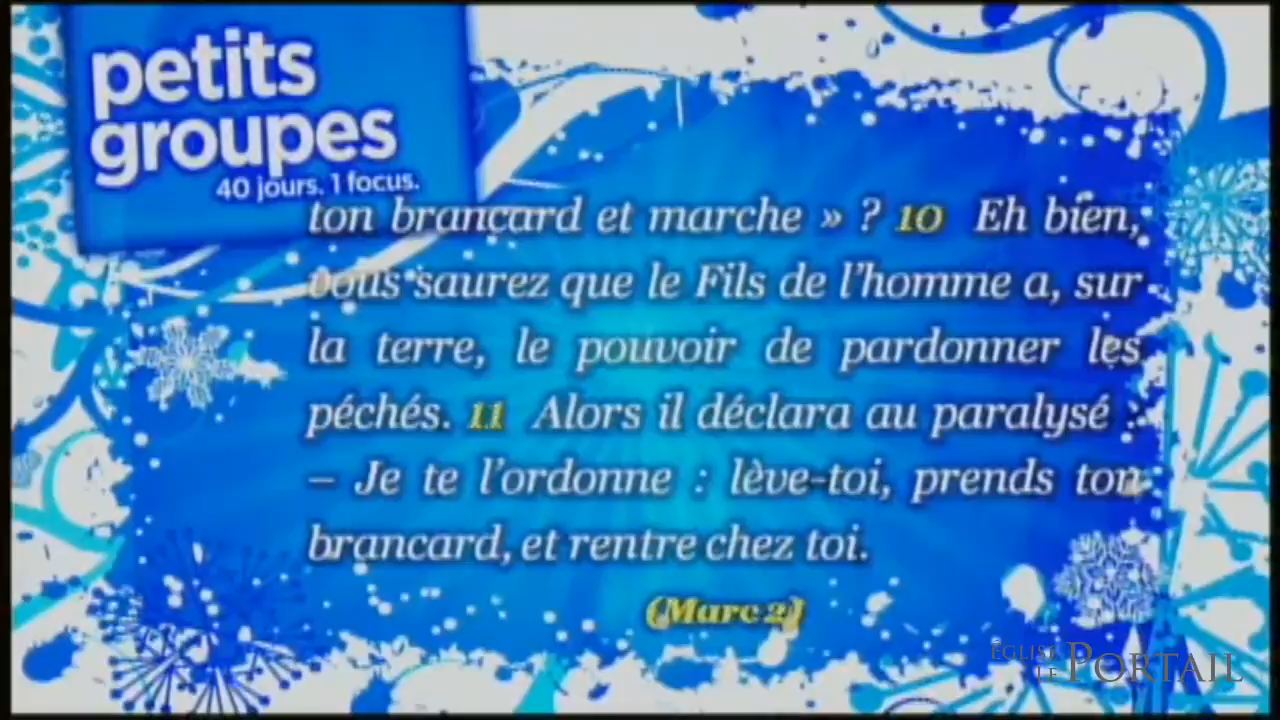 petits
groupes
40 jours. 1 focus.
ton brancard et marche » ? 10 Eh bien,
vous saurez que le Fils de l'homme a, sur
la terre, le pouvoir de pardonner les
péchés. 11 Alors il déclara au paralysé :
– Je te l'ordonne : lève-toi, prends ton
brancard, et rentre chez toi.
(Marc 2)
ÉGLISE
LE PORTAIL